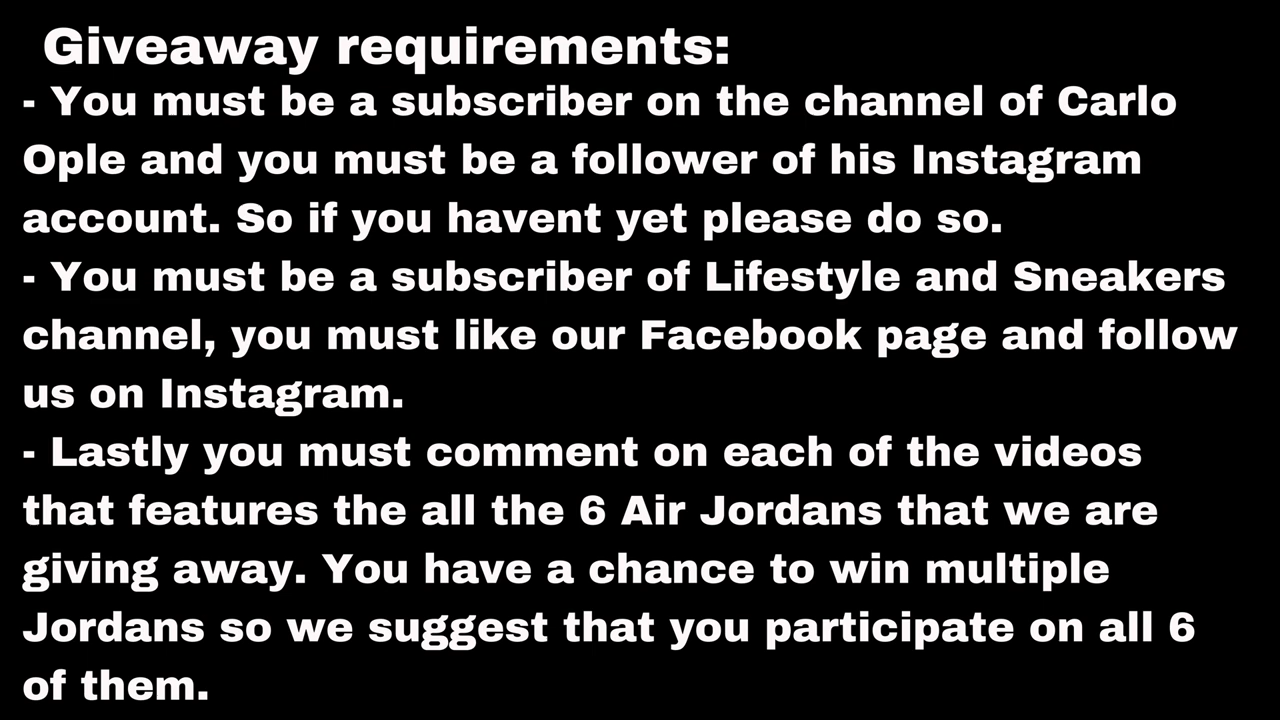 Giveaway requirements:
- You must be a subscriber on the channel of Carlo
Ople and you must be a follower of his Instagram
account. So if you havent yet please do so.
- You must be a subscriber of Lifestyle and Sneakers
channel, you must like our Facebook page and follow
us on Instagram.
- Lastly you must comment on each of the videos
that features the all the 6 Air Jordans that we are
giving away. You have a chance to win multiple
Jordans so we suggest that you participate on all 6
of them.